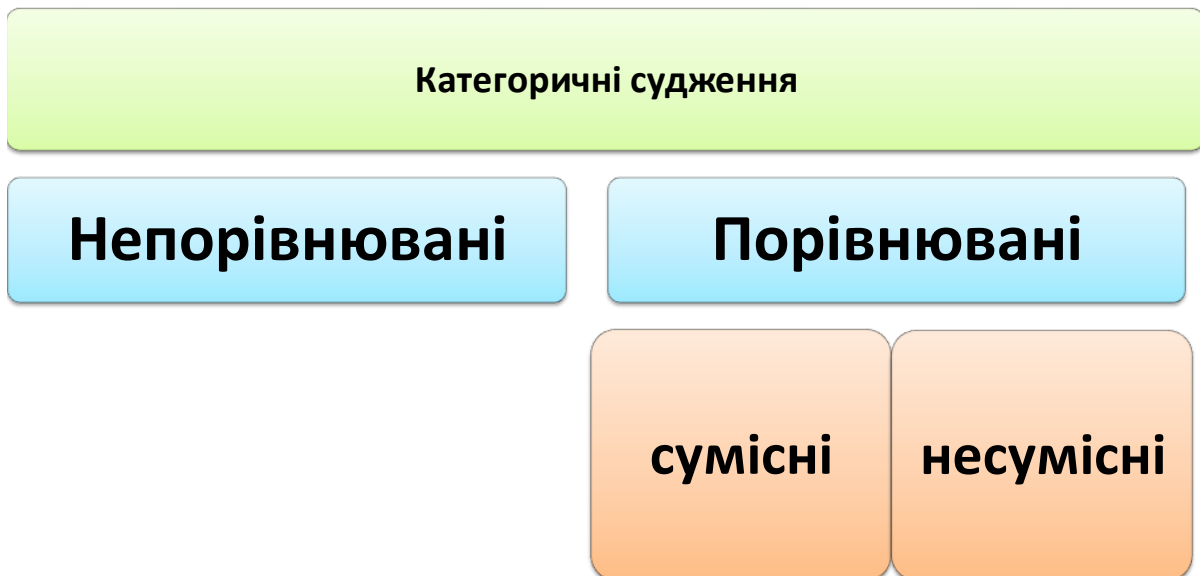 Категоричні судження
Непорівнювані
Порівнювані
сумісні
несумісні